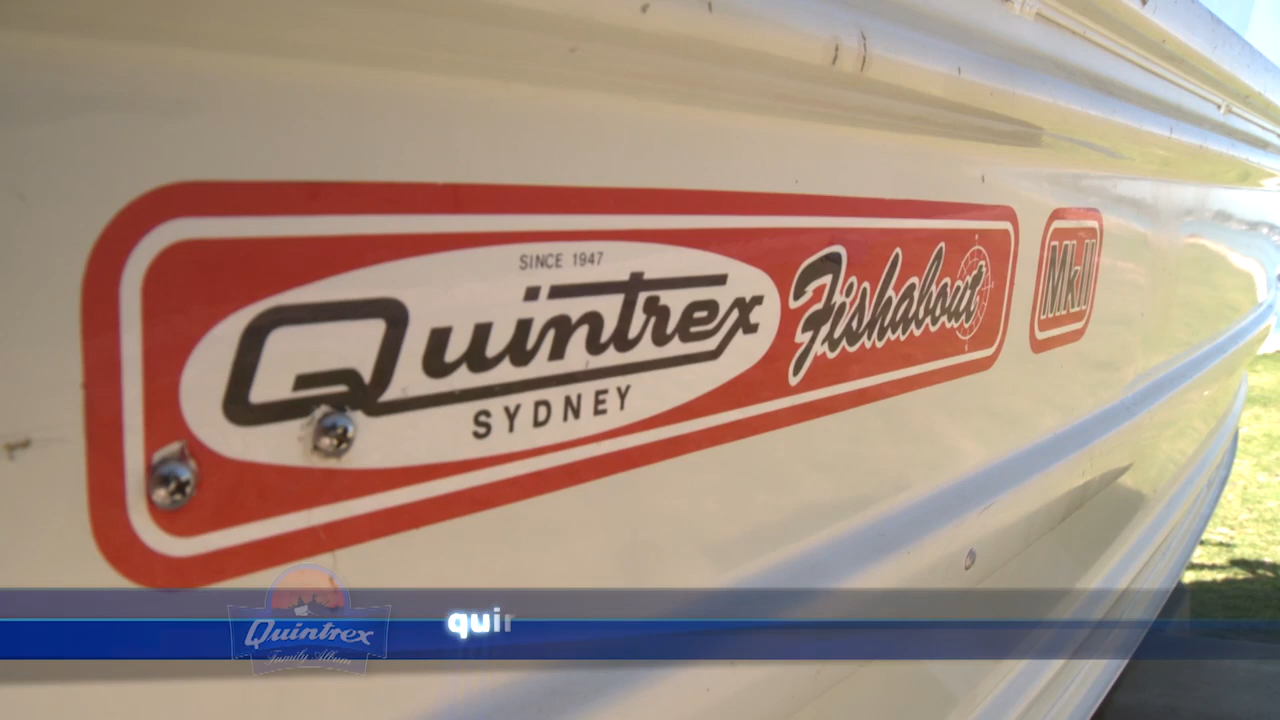 SINCE 1947
Quintrex Fishabout MkII
SYDNEY
Quintrex quir
Family Album